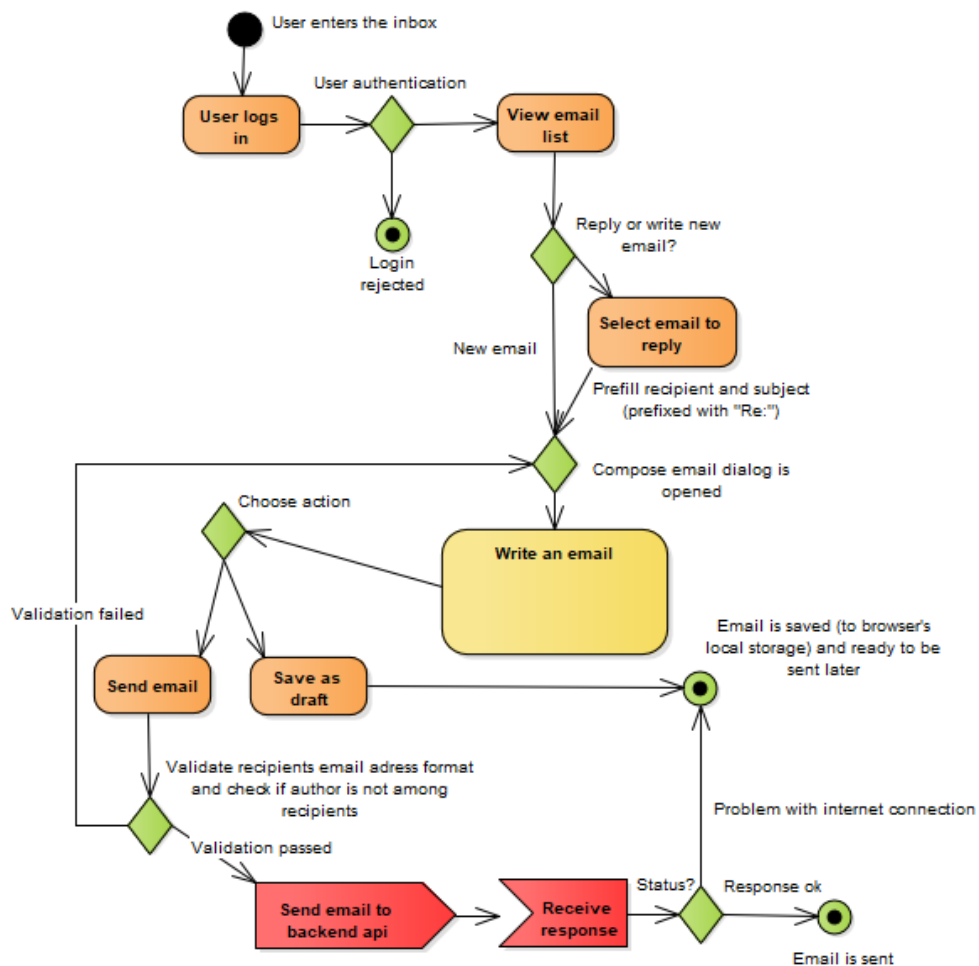 User enters the inbox
User authentication
User logs
in
View email
list
Login
rejected
Reply or write new
email?
Select email to
reply
New email
Prefill recipient and subject
(prefixed with "Re:")
Compose email dialog is
opened
Choose action
Write an email
Validation failed
Email is saved (to browser's
local storage) and ready to be
sent later
Send email
Save as
draft
Validate recipients email adress format
and check if author is not among
recipients
Problem with internet connection
Validation passed
Send email to
backend api
Receive
response
Status?
Response ok
Email is sent